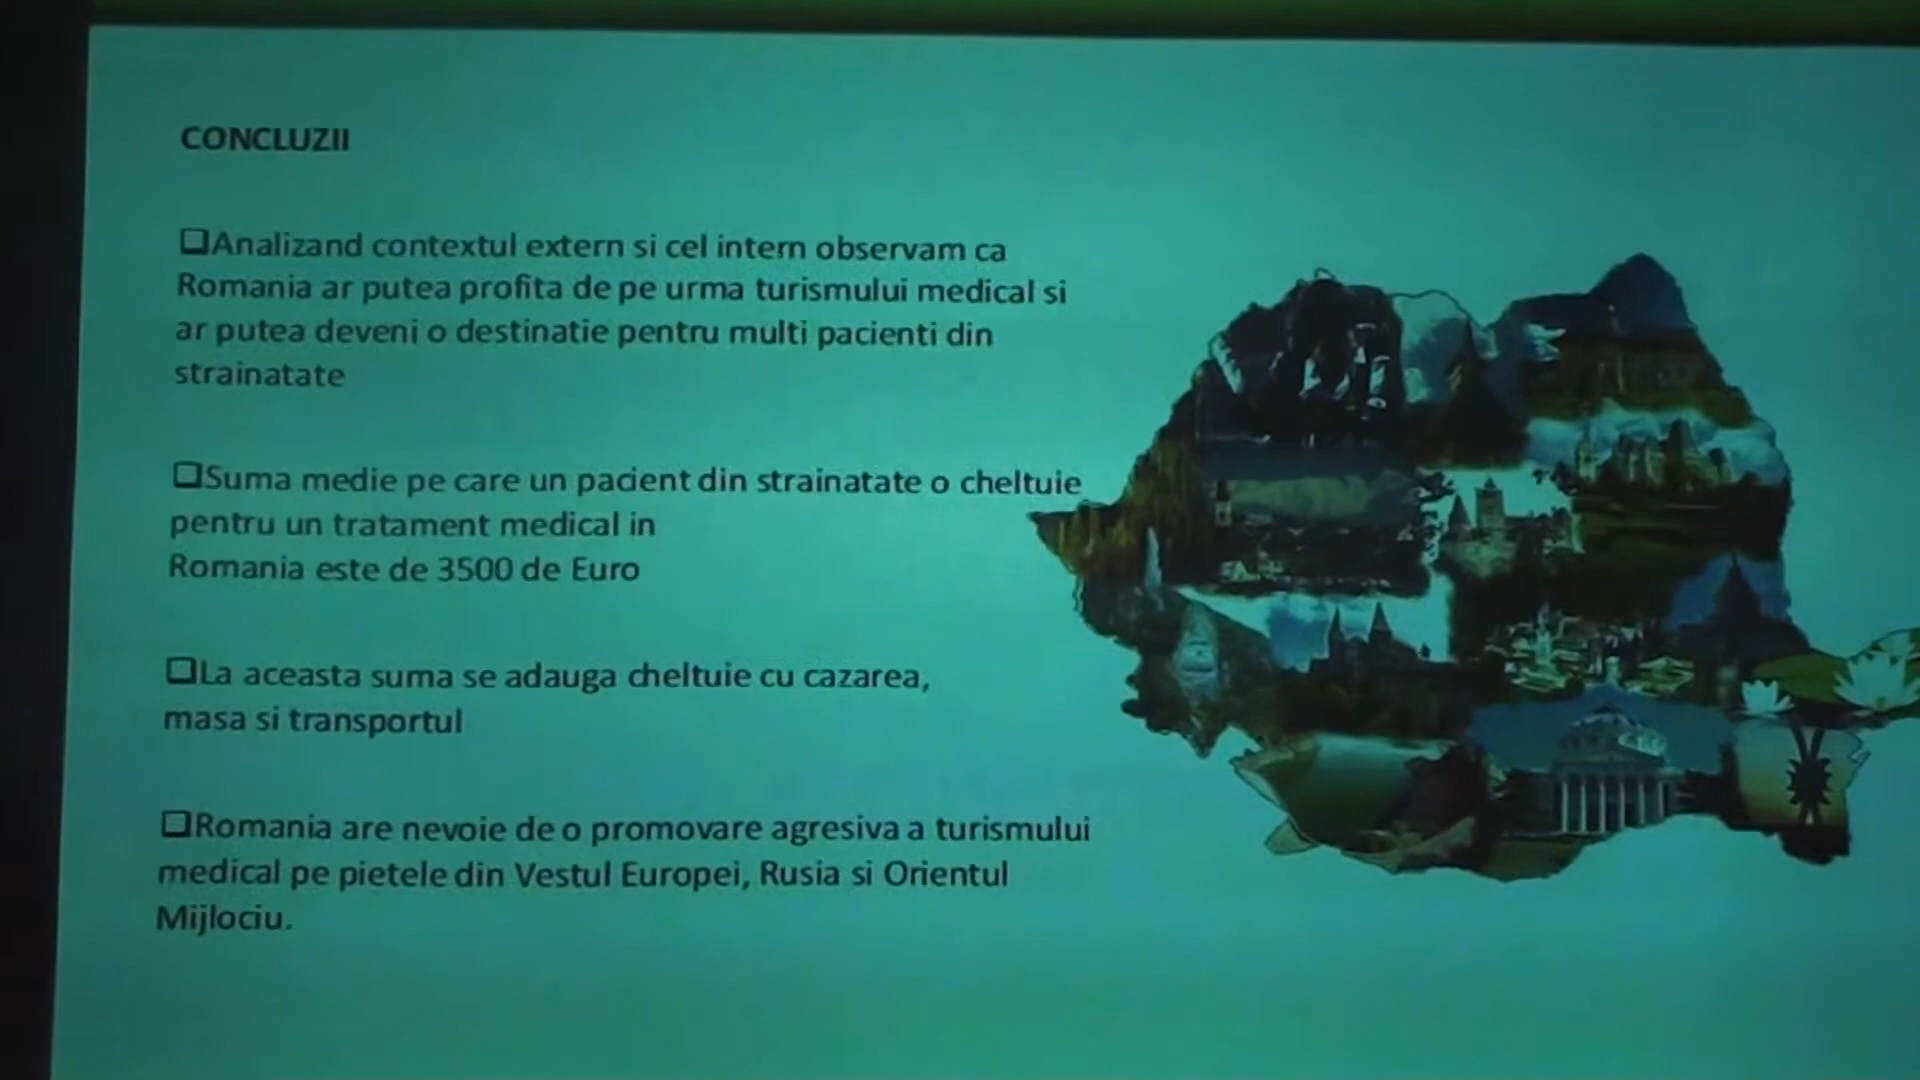 CONCLUZII
❑Analizand contextul extern si cel intern observam ca
Romania ar putea profita de pe urma turismului medical si
ar putea deveni o destinatie pentru multi pacienti din
strainatate
❑Suma medie pe care un pacient din strainatate o cheltuie
pentru un tratament medical in
Romania este de 3500 de Euro
❑La aceasta suma se adauga cheltuie cu cazarea,
masa si transportul
❑Romania are nevoie de o promovare agresiva a turismului
medical pe pietele din Vestul Europei, Rusia si Orientul
Mijlociu.